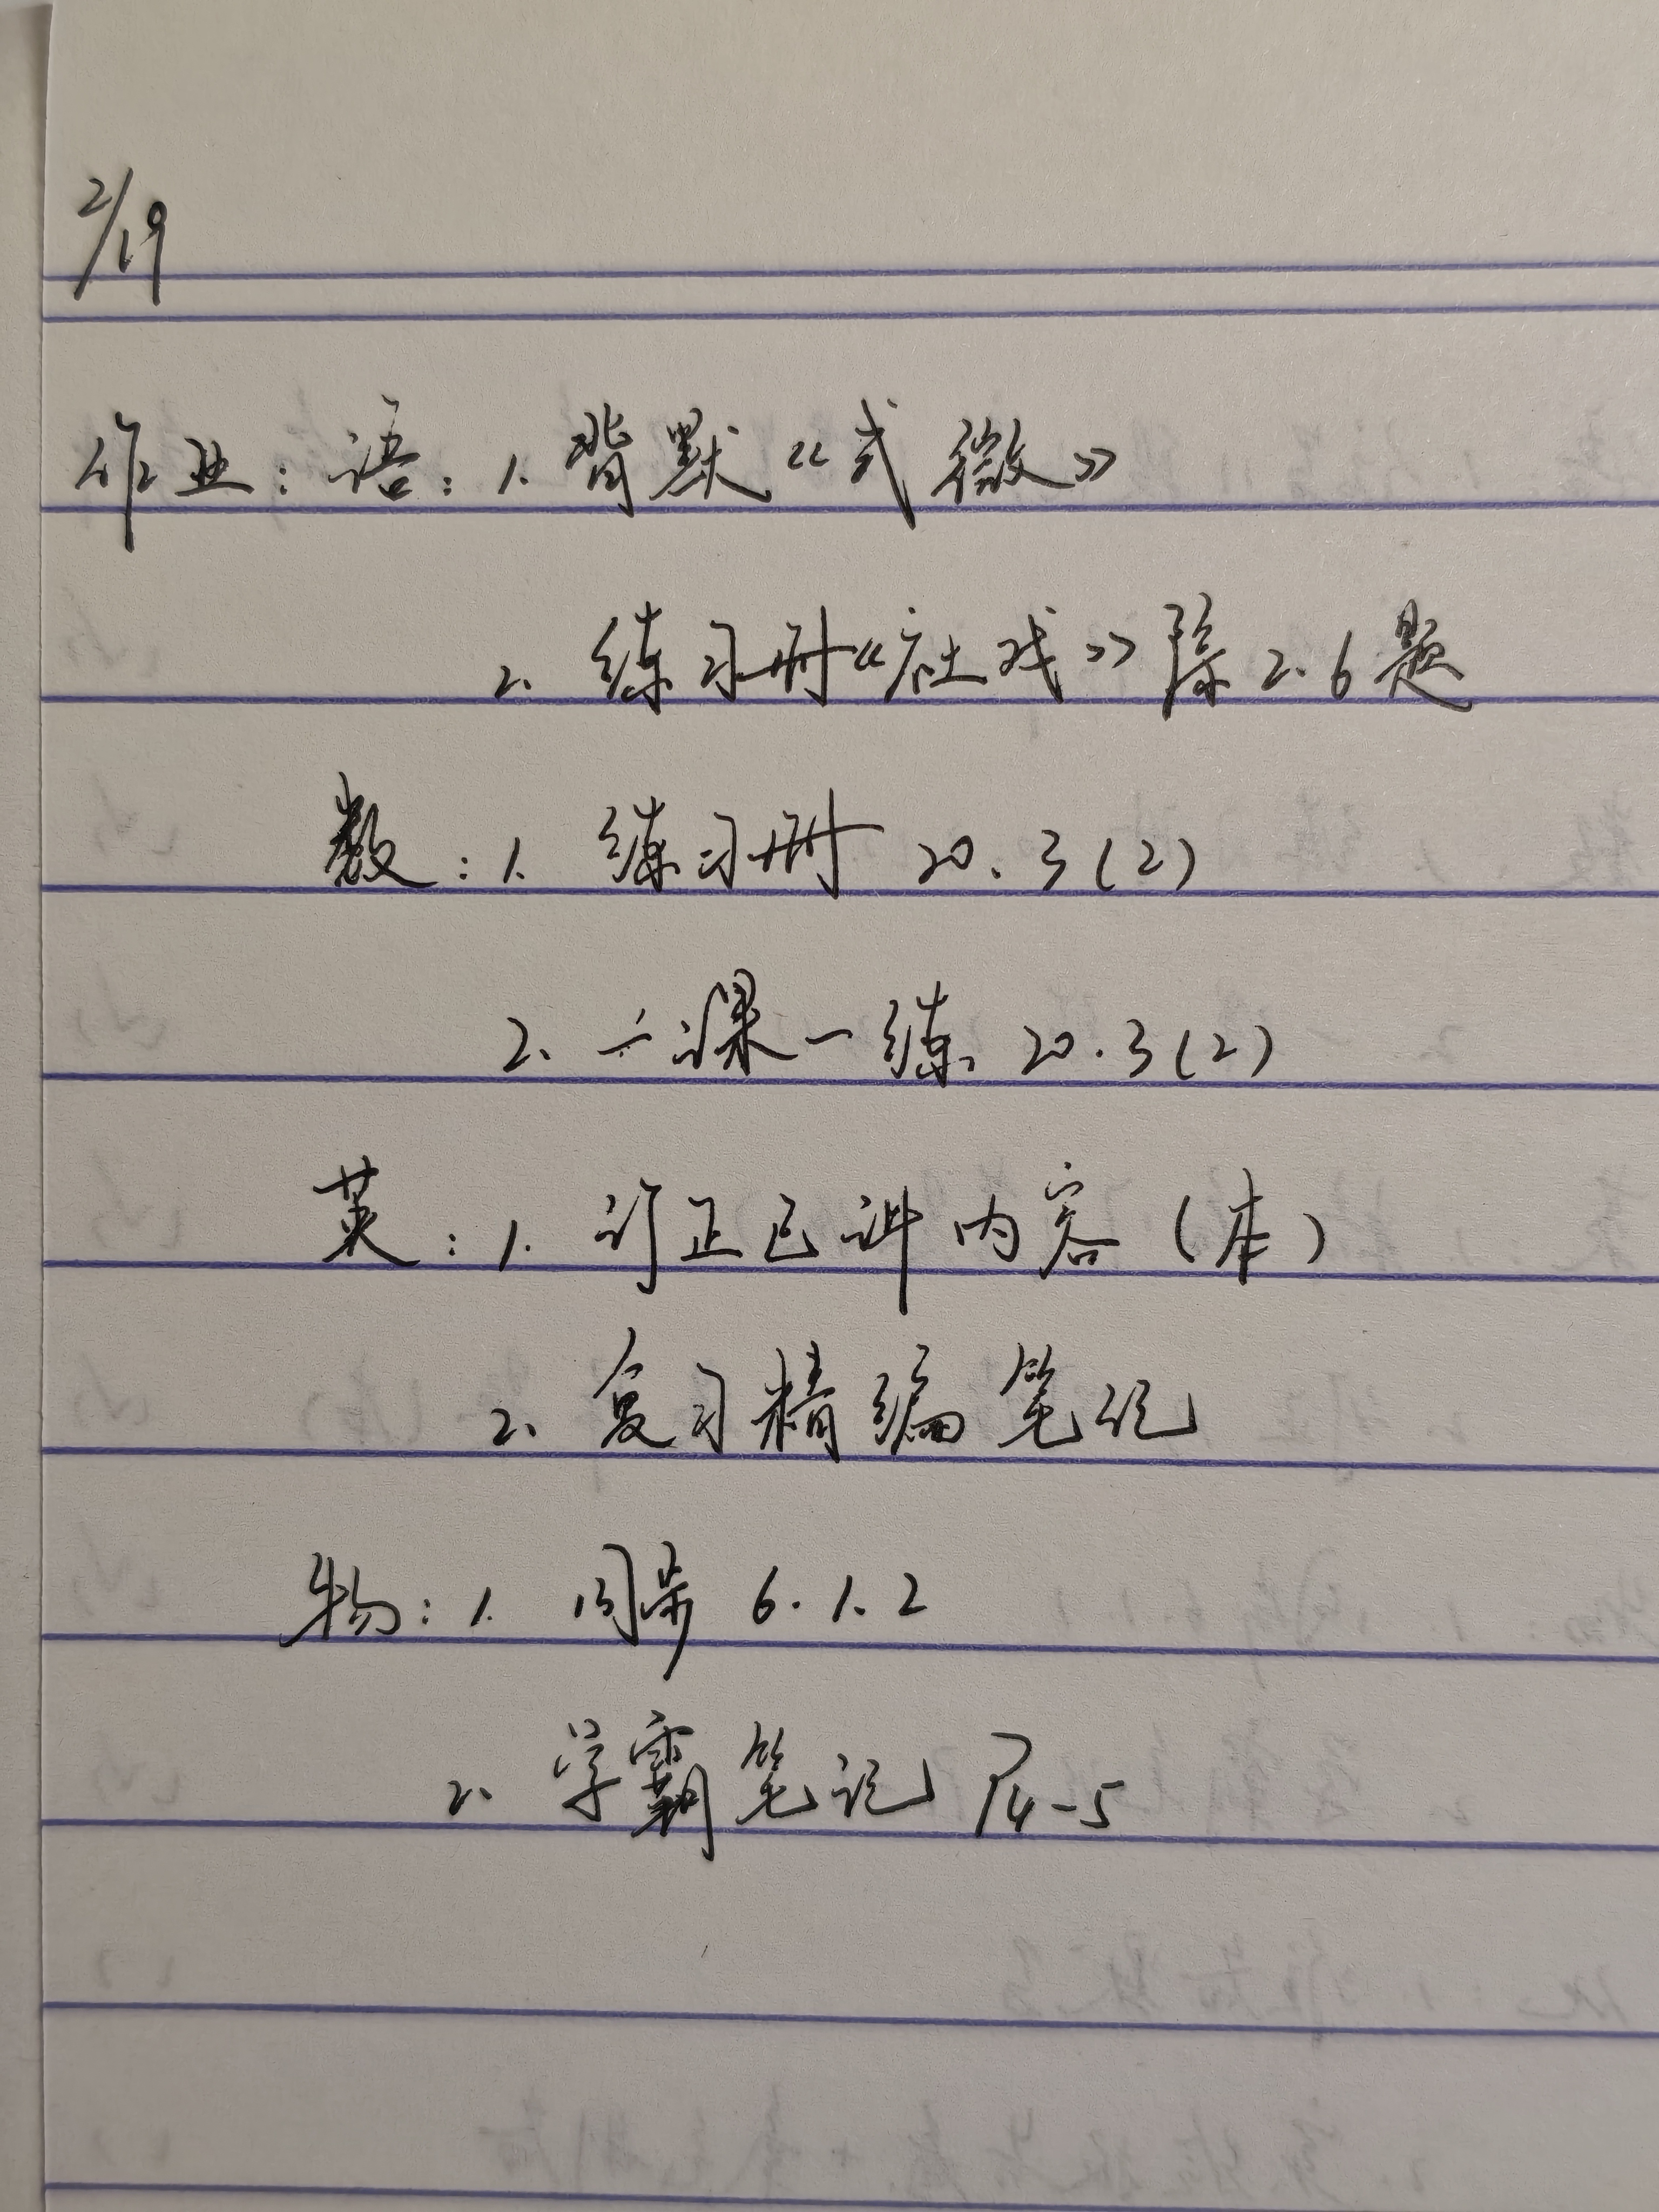 2/19
作业：语：1. 背默《式微》
2. 练习册《社戏》除2.6题
数：1. 练习册 20.3(2)
2. 一课一练 20.3(2)
英：1. 订正已讲内容（本）
2. 复习精编笔记
物：1. 同步 6.1.2
2. 学霸笔记 P4-5